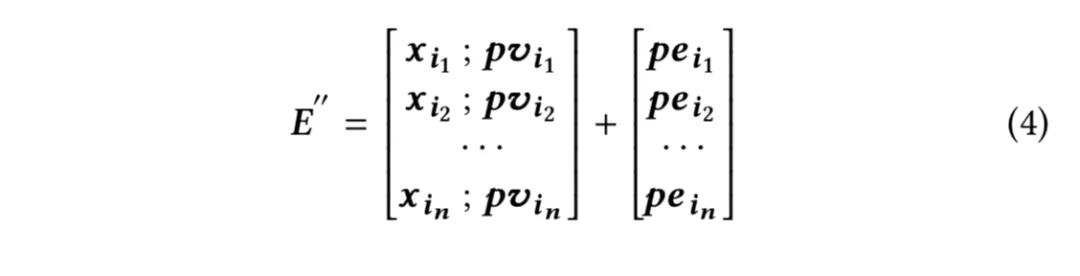 x_{i_1} ; pv_{i_1} pe_{i_1}
x_{i_2} ; pv_{i_2} pe_{i_2}
E'' = + (4)
... ...
x_{i_n} ; pv_{i_n} pe_{i_n}